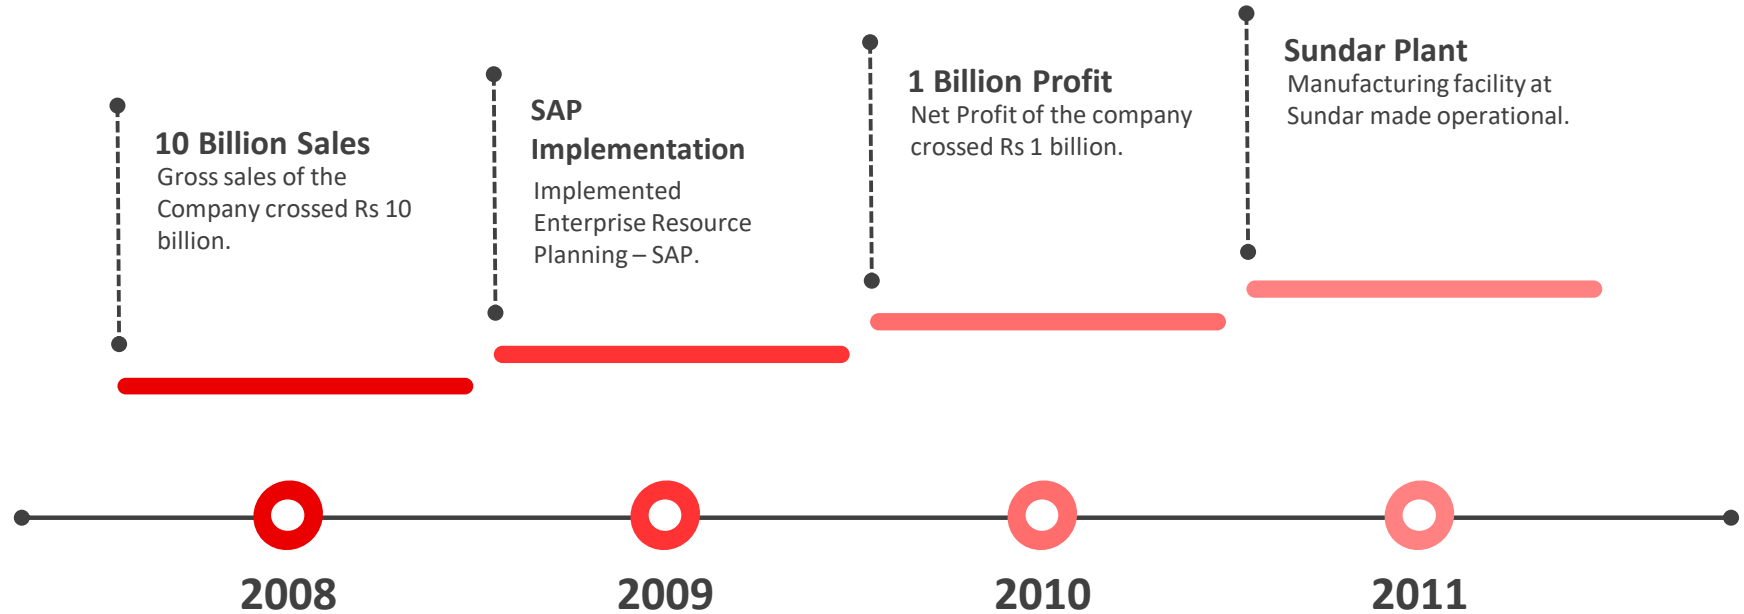 10 Billion Sales
Gross sales of the
Company crossed Rs 10
billion.
SAP
Implementation
Implemented
Enterprise Resource
Planning – SAP.
1 Billion Profit
Net Profit of the company
crossed Rs 1 billion.
Sundar Plant
Manufacturing facility at
Sundar made operational.
2008
2009
2010
2011